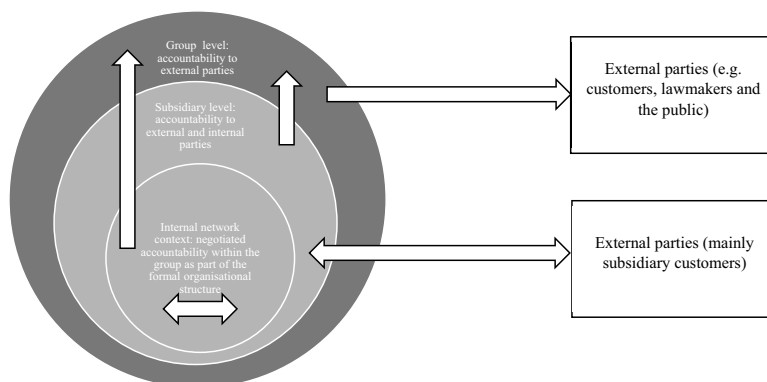 Group level:
accountability to
external parties
Subsidiary level:
accountability to
external and internal
parties
Internal network
context: negotiated
accountability within the
group as part of the
formal organisational
structure
External parties (e.g.
customers, lawmakers and
the public)
External parties (mainly
subsidiary customers)